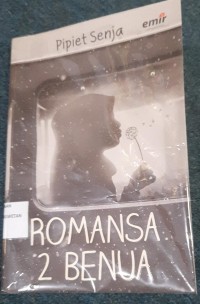 emir
Pipiet Senja
ROMANSA
2 BENUA